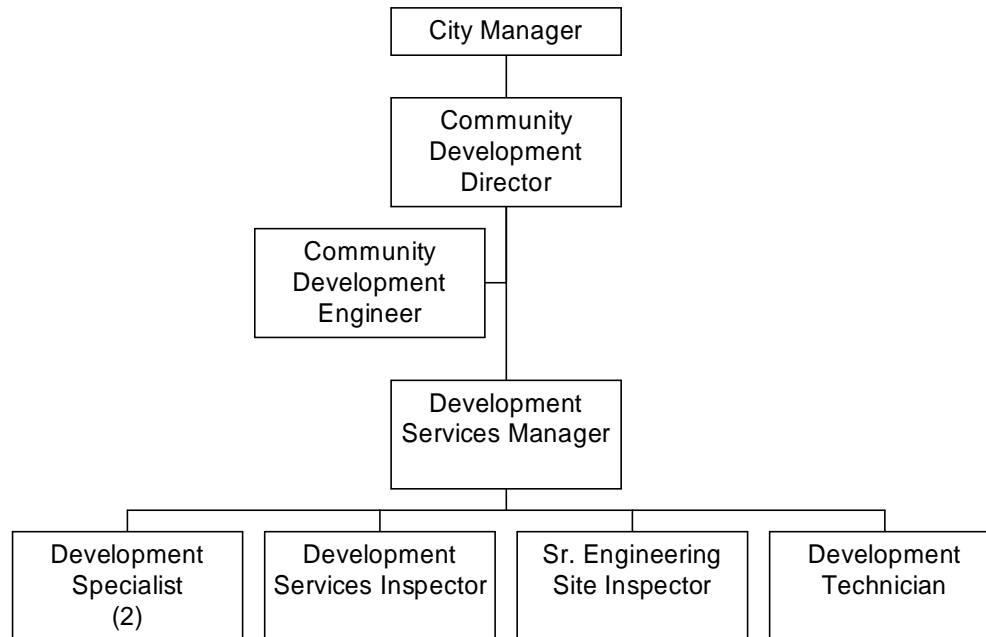 City Manager
Community
Development
Director
Community
Development
Engineer
Development
Services Manager
Development
Specialist
(2)
Development
Services Inspector
Sr. Engineering
Site Inspector
Development
Technician